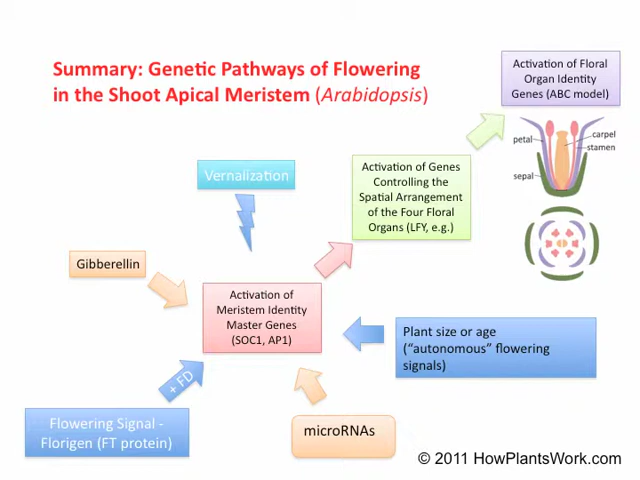 Summary: Genetic Pathways of Flowering
in the Shoot Apical Meristem (Arabidopsis)
Activation of Floral
Organ Identity
Genes (ABC model)
petal
carpel
stamen
sepal
Vernalization
Activation of Genes
Controlling the
Spatial Arrangement
of the Four Floral
Organs (LFY, e.g.)
Gibberellin
Activation of
Meristem Identity
Master Genes
(SOC1, AP1)
Plant size or age
("autonomous" flowering
signals)
+ FD
Flowering Signal -
Florigen (FT protein)
microRNAs
© 2011 HowPlantsWork.com